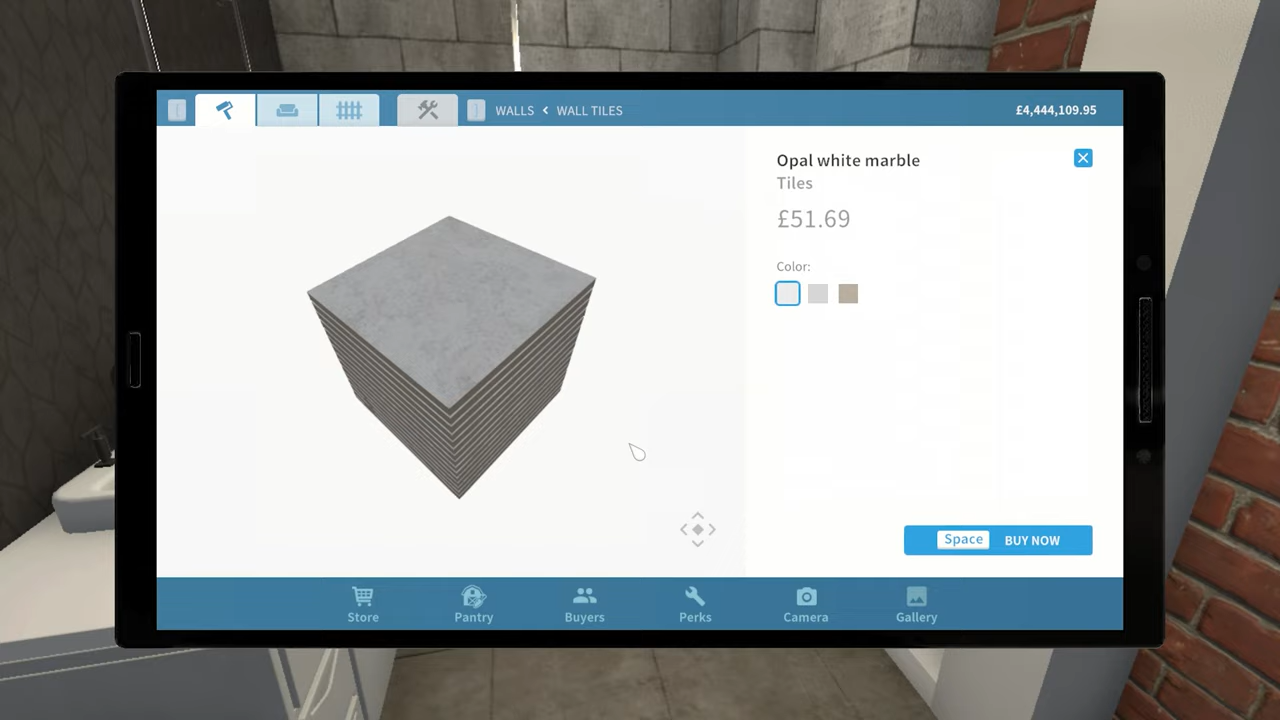 WALLS < WALL TILES
£4,444,109.95
Opal white marble
Tiles
£51.69
Color:
Space BUY NOW
Store
Pantry
Buyers
Perks
Camera
Gallery